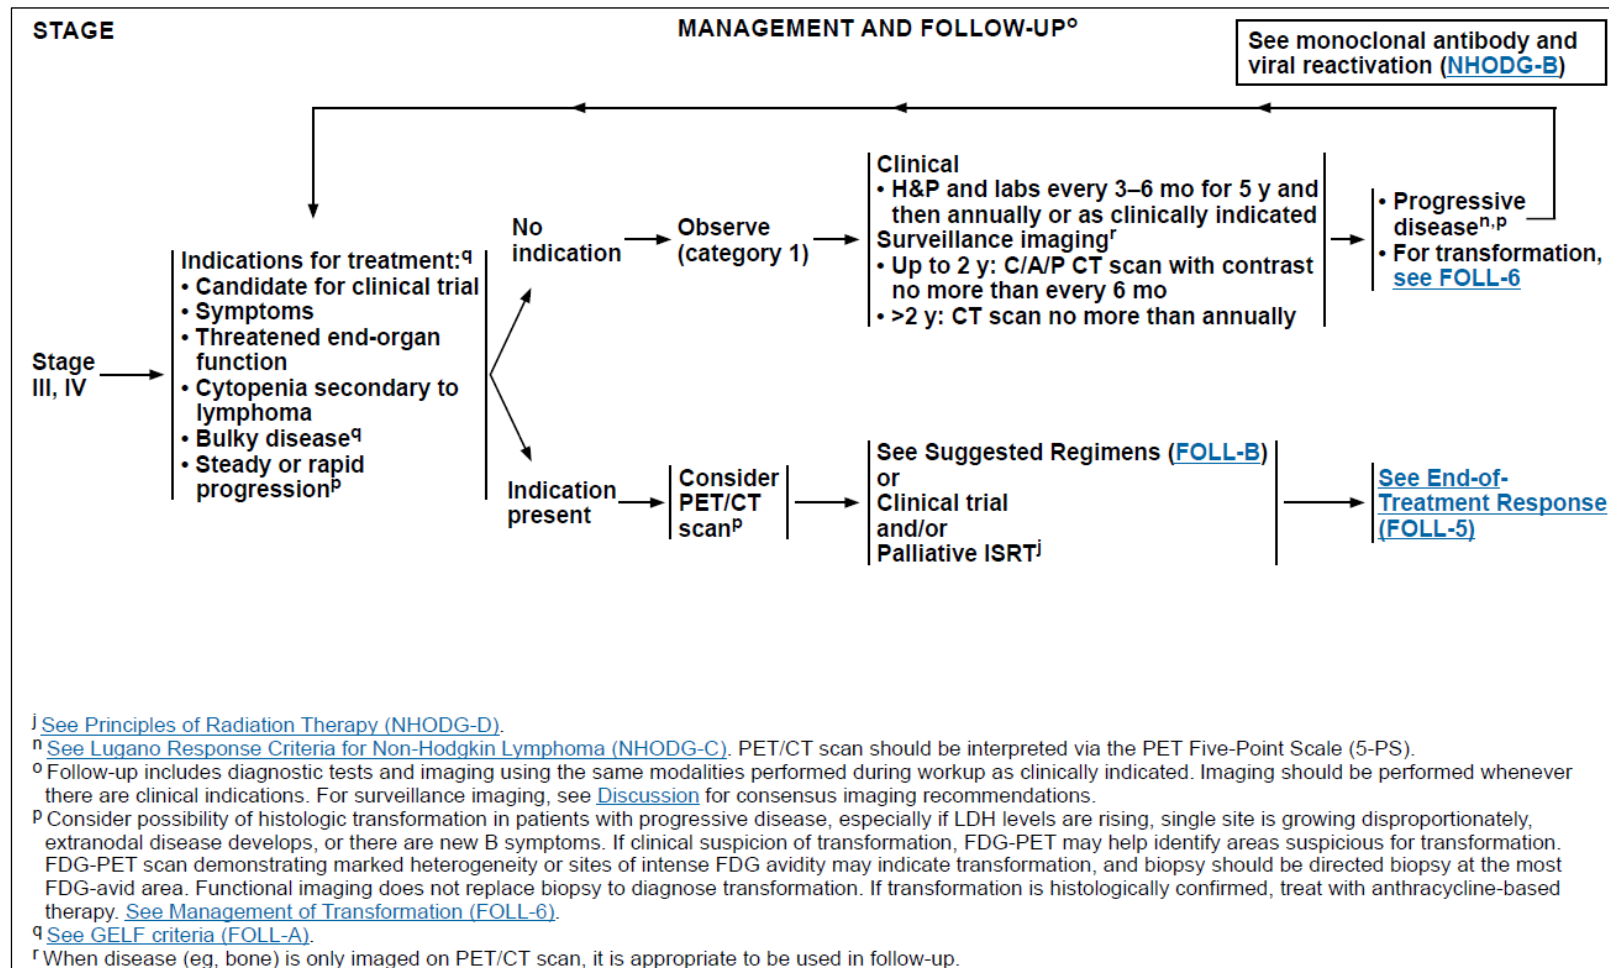 STAGE
MANAGEMENT AND FOLLOW-UPᵒ
See monoclonal antibody and
viral reactivation (NHODG-B)
Stage
III, IV
Indications for treatment:q
• Candidate for clinical trial
• Symptoms
• Threatened end-organ
function
• Cytopenia secondary to
lymphoma
• Bulky diseaseq
• Steady or rapid
progressionp
No
indication
Observe
(category 1)
Clinical
• H&P and labs every 3–6 mo for 5 y and
then annually or as clinically indicated
Surveillance imagingr
• Up to 2 y: C/A/P CT scan with contrast
no more than every 6 mo
• >2 y: CT scan no more than annually
• Progressive
diseasen,p
• For transformation,
see FOLL-6
Indication
present
Consider
PET/CT
scanp
See Suggested Regimens (FOLL-B)
or
Clinical trial
and/or
Palliative ISRTj
See End-of-
Treatment Response
(FOLL-5)
j See Principles of Radiation Therapy (NHODG-D).
n See Lugano Response Criteria for Non-Hodgkin Lymphoma (NHODG-C). PET/CT scan should be interpreted via the PET Five-Point Scale (5-PS).
o Follow-up includes diagnostic tests and imaging using the same modalities performed during workup as clinically indicated. Imaging should be performed whenever
there are clinical indications. For surveillance imaging, see Discussion for consensus imaging recommendations.
p Consider possibility of histologic transformation in patients with progressive disease, especially if LDH levels are rising, single site is growing disproportionately,
extranodal disease develops, or there are new B symptoms. If clinical suspicion of transformation, FDG-PET may help identify areas suspicious for transformation.
FDG-PET scan demonstrating marked heterogeneity or sites of intense FDG avidity may indicate transformation, and biopsy should be directed biopsy at the most
FDG-avid area. Functional imaging does not replace biopsy to diagnose transformation. If transformation is histologically confirmed, treat with anthracycline-based
therapy. See Management of Transformation (FOLL-6).
q See GELF criteria (FOLL-A).
r When disease (eg, bone) is only imaged on PET/CT scan, it is appropriate to be used in follow-up.